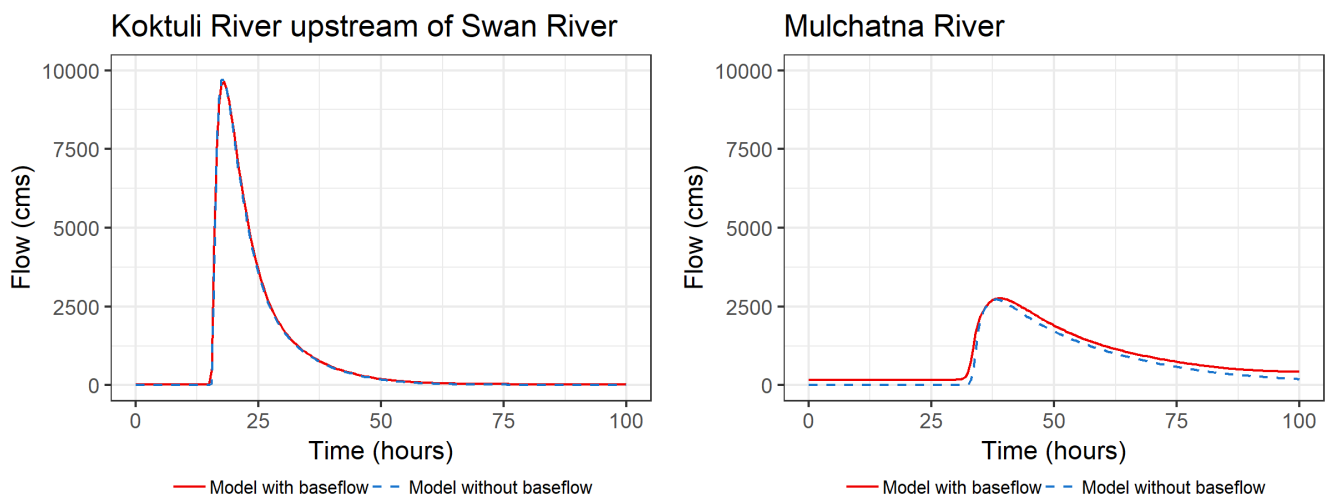 Koktuli River upstream of Swan River
Flow (cms)
10000
7500
5000
2500
0
0 25 50 75 100
Time (hours)
Model with baseflow Model without baseflow
Mulchatna River
Flow (cms)
10000
7500
5000
2500
0
0 25 50 75 100
Time (hours)
Model with baseflow Model without baseflow